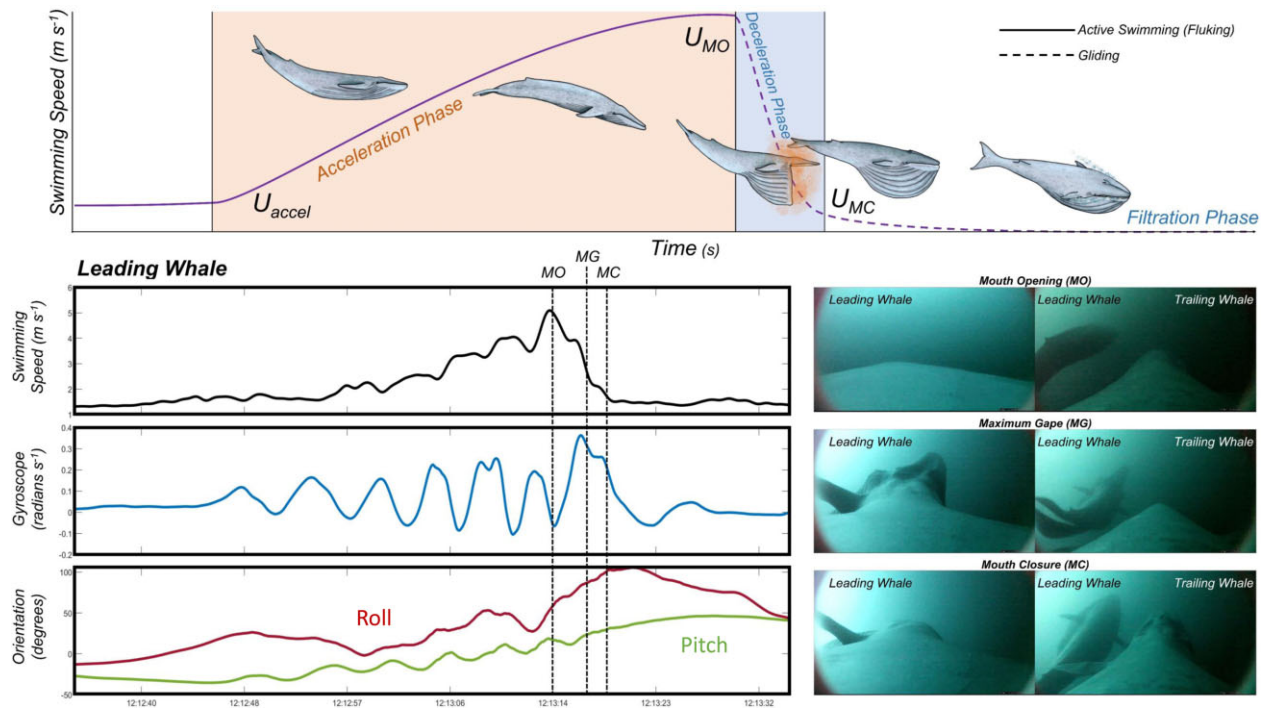 Swimming Speed (m s⁻¹)
Acceleration Phase
U_accel
U_MO
Deceleration Phase
U_MC
Active Swimming (Fluking)
Gliding
Filtration Phase
Time (s)
Leading Whale
MO
MG
MC
Swimming
Speed (m s⁻¹)
6
5
4
3
2
1
Gyroscope
(radians s⁻¹)
0.4
0.3
0.2
0.1
0
-0.1
-0.2
Orientation
(degrees)
100
50
0
-50
Roll
Pitch
12:12:40
12:12:48
12:12:57
12:13:06
12:13:14
12:13:23
12:13:32
Mouth Opening (MO)
Leading Whale
Leading Whale
Trailing Whale
Maximum Gape (MG)
Leading Whale
Leading Whale
Trailing Whale
Mouth Closure (MC)
Leading Whale
Leading Whale
Trailing Whale